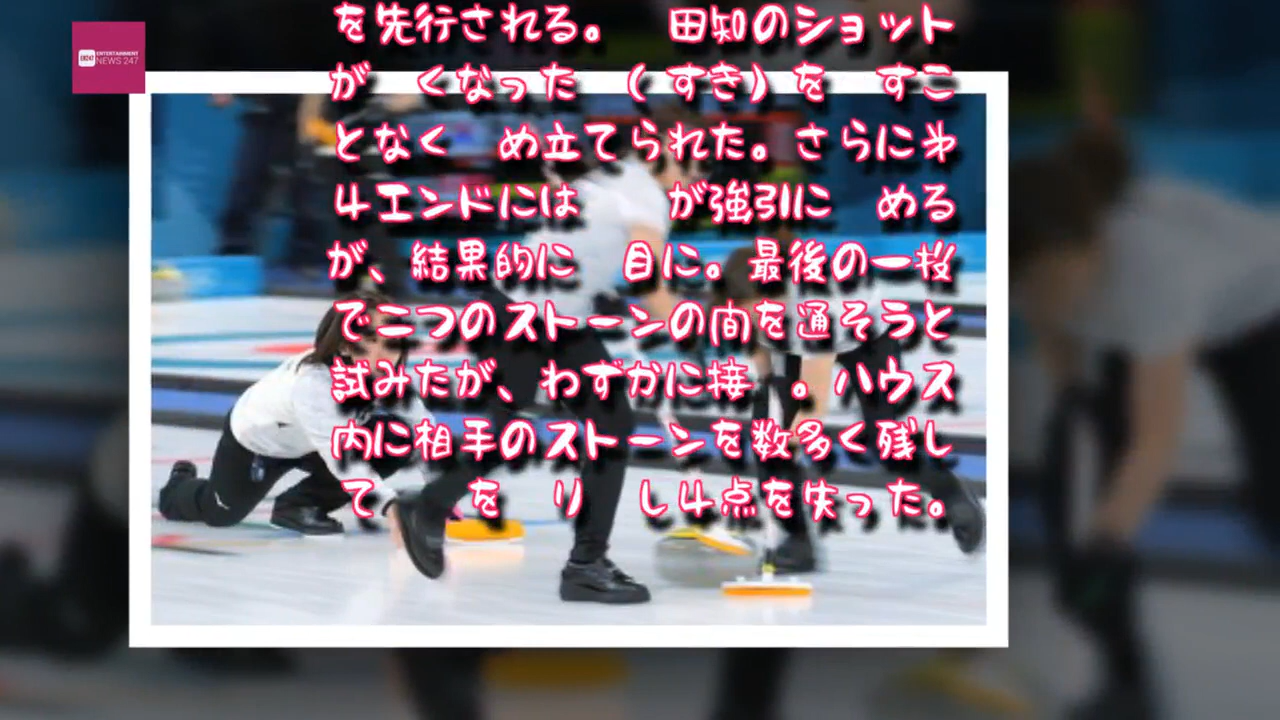 ENTERTAINMENT
NEWS 247
を先行される。　田知のショット
が　くなった　（すき）を　すこ
となく　め立てられた。さらに
4エンドには　　が強引に　める
が、結果的に　目に。最後の一投
で二つのストーンの間を通そうと
試みたが、わずかに接　。ハウス
内に相手のストーンを数多く残し
て　　を　り　し4点を失った。